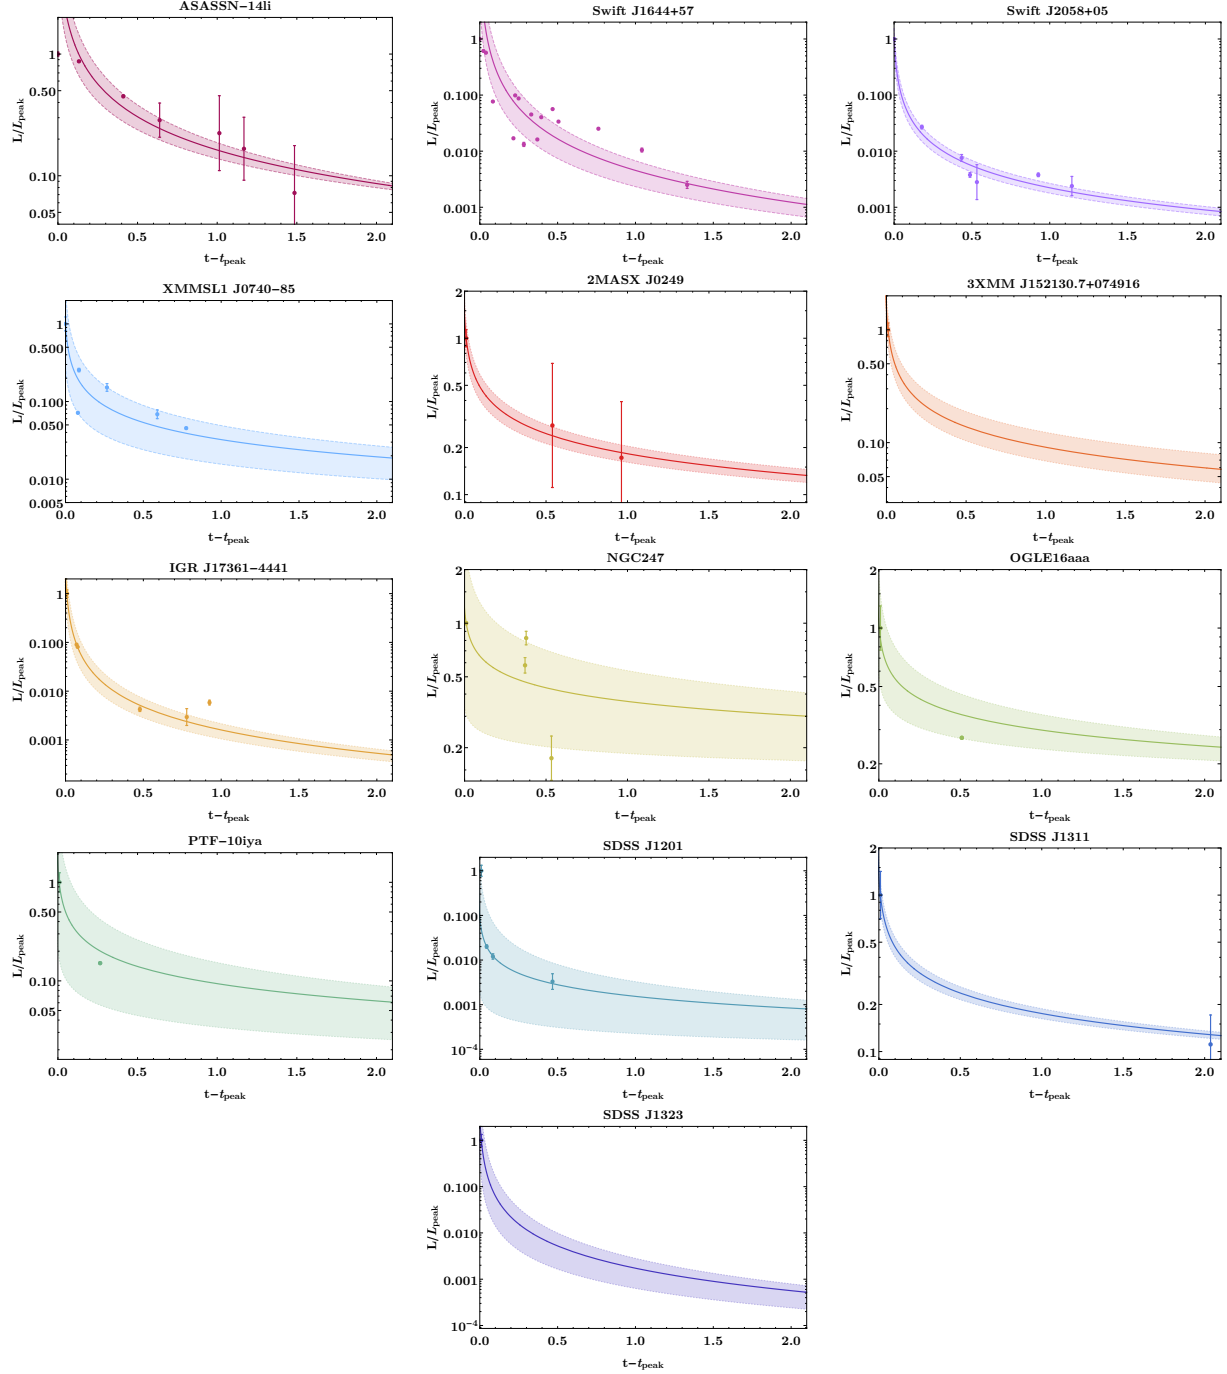 ASASSN−14li
Swift J1644+57
Swift J2058+05
L/Lpeak
1
0.50
0.10
0.05
0.0 0.5 1.0 1.5 2.0
t−tpeak
L/Lpeak
1
0.100
0.010
0.001
0.0 0.5 1.0 1.5 2.0
t−tpeak
L/Lpeak
1
0.100
0.010
0.001
0.0 0.5 1.0 1.5 2.0
t−tpeak
XMMSL1 J0740−85
2MASX J0249
3XMM J152130.7+074916
L/Lpeak
1
0.500
0.100
0.050
0.010
0.005
0.0 0.5 1.0 1.5 2.0
t−tpeak
L/Lpeak
2
1
0.5
0.2
0.1
0.0 0.5 1.0 1.5 2.0
t−tpeak
L/Lpeak
1
0.50
0.10
0.05
0.0 0.5 1.0 1.5 2.0
t−tpeak
IGR J17361−4441
NGC247
OGLE16aaa
L/Lpeak
1
0.100
0.010
0.001
0.0 0.5 1.0 1.5 2.0
t−tpeak
L/Lpeak
2
1
0.5
0.2
0.0 0.5 1.0 1.5 2.0
t−tpeak
L/Lpeak
2
1
0.5
0.2
0.0 0.5 1.0 1.5 2.0
t−tpeak
PTF−10iya
SDSS J1201
SDSS J1311
L/Lpeak
1
0.50
0.10
0.05
0.0 0.5 1.0 1.5 2.0
t−tpeak
L/Lpeak
1
0.100
0.010
0.001
10−4
0.0 0.5 1.0 1.5 2.0
t−tpeak
L/Lpeak
2
1
0.5
0.2
0.1
0.0 0.5 1.0 1.5 2.0
t−tpeak
SDSS J1323
L/Lpeak
1
0.100
0.010
0.001
10−4
0.0 0.5 1.0 1.5 2.0
t−tpeak